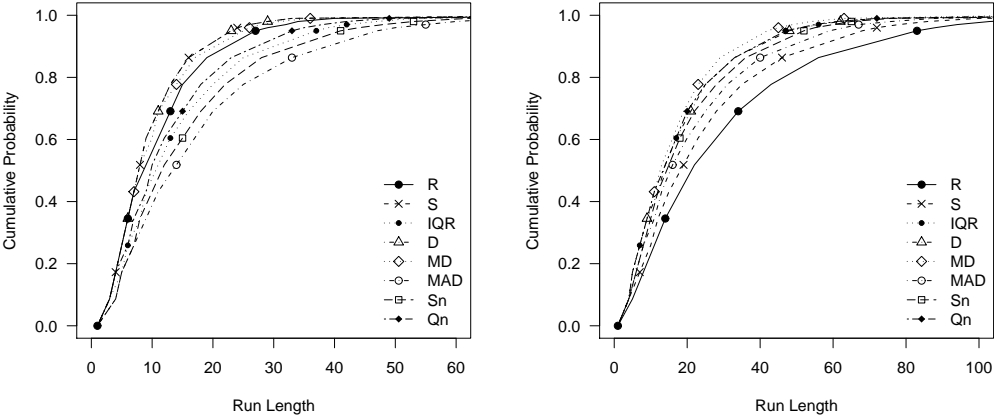 Cumulative Probability
1.0
0.8
0.6
0.4
0.2
0.0
R
S
IQR
D
MD
MAD
Sn
Qn
0 10 20 30 40 50 60
Run Length
Cumulative Probability
1.0
0.8
0.6
0.4
0.2
0.0
R
S
IQR
D
MD
MAD
Sn
Qn
0 20 40 60 80 100
Run Length